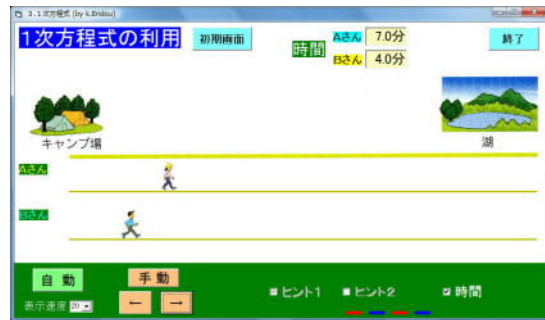 3.1次方程式 (by k.Endou)
1次方程式の利用 初期画面
時間
Aさん 7.0分
Bさん 4.0分
終了
キャンプ場
湖
Aさん
Bさん
自動
手動
表示速度 20
← →
ヒント1 ヒント2 時間